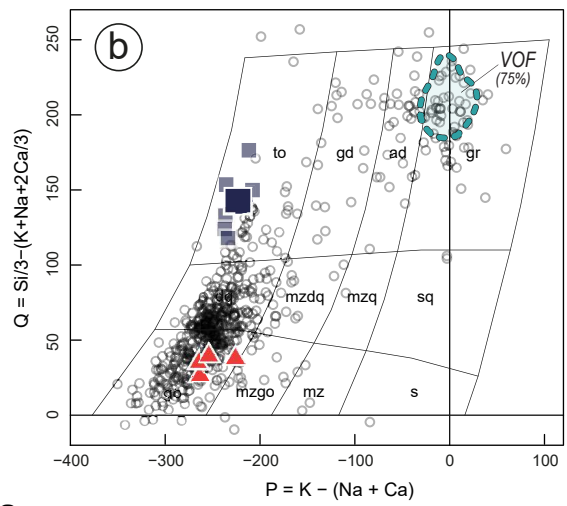 b
VOF
(75%)
to
gd
ad
gr
dq
mzdq
mzq
sq
go
mzgo
mz
s
250
200
150
100
50
0
Q = Si/3−(K+Na+2Ca/3)
−400
−300
−200
−100
0
100
P = K − (Na + Ca)